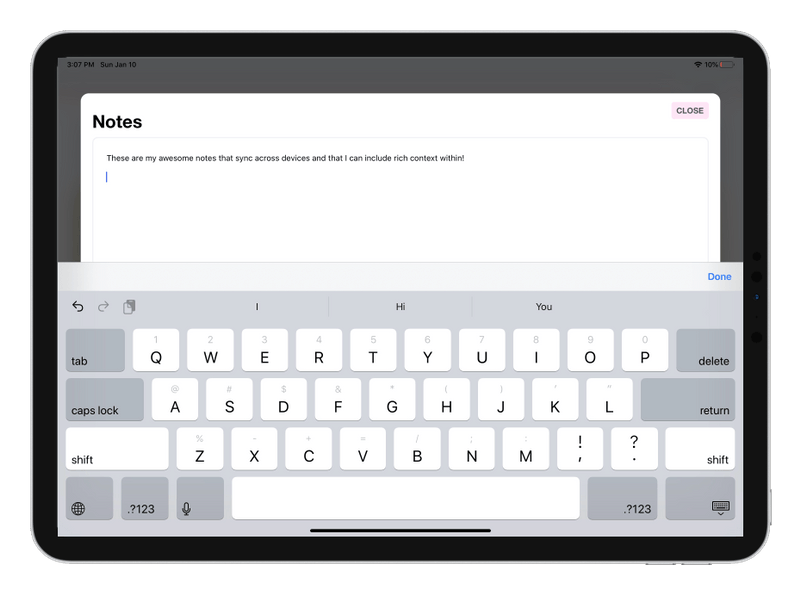 3:07 PM Sun Jan 10
10%
CLOSE
Notes
These are my awesome notes that sync across devices and that I can include rich context within!
Done
I Hi You
1 2 3 4 5 6 7 8 9 0
tab Q W E R T Y U I O P delete
@ # $ & * ( ) ' "
caps lock A S D F G H J K L return
% - + = / ; : ! ?
shift Z X C V B N M , . shift
.?123 .?123